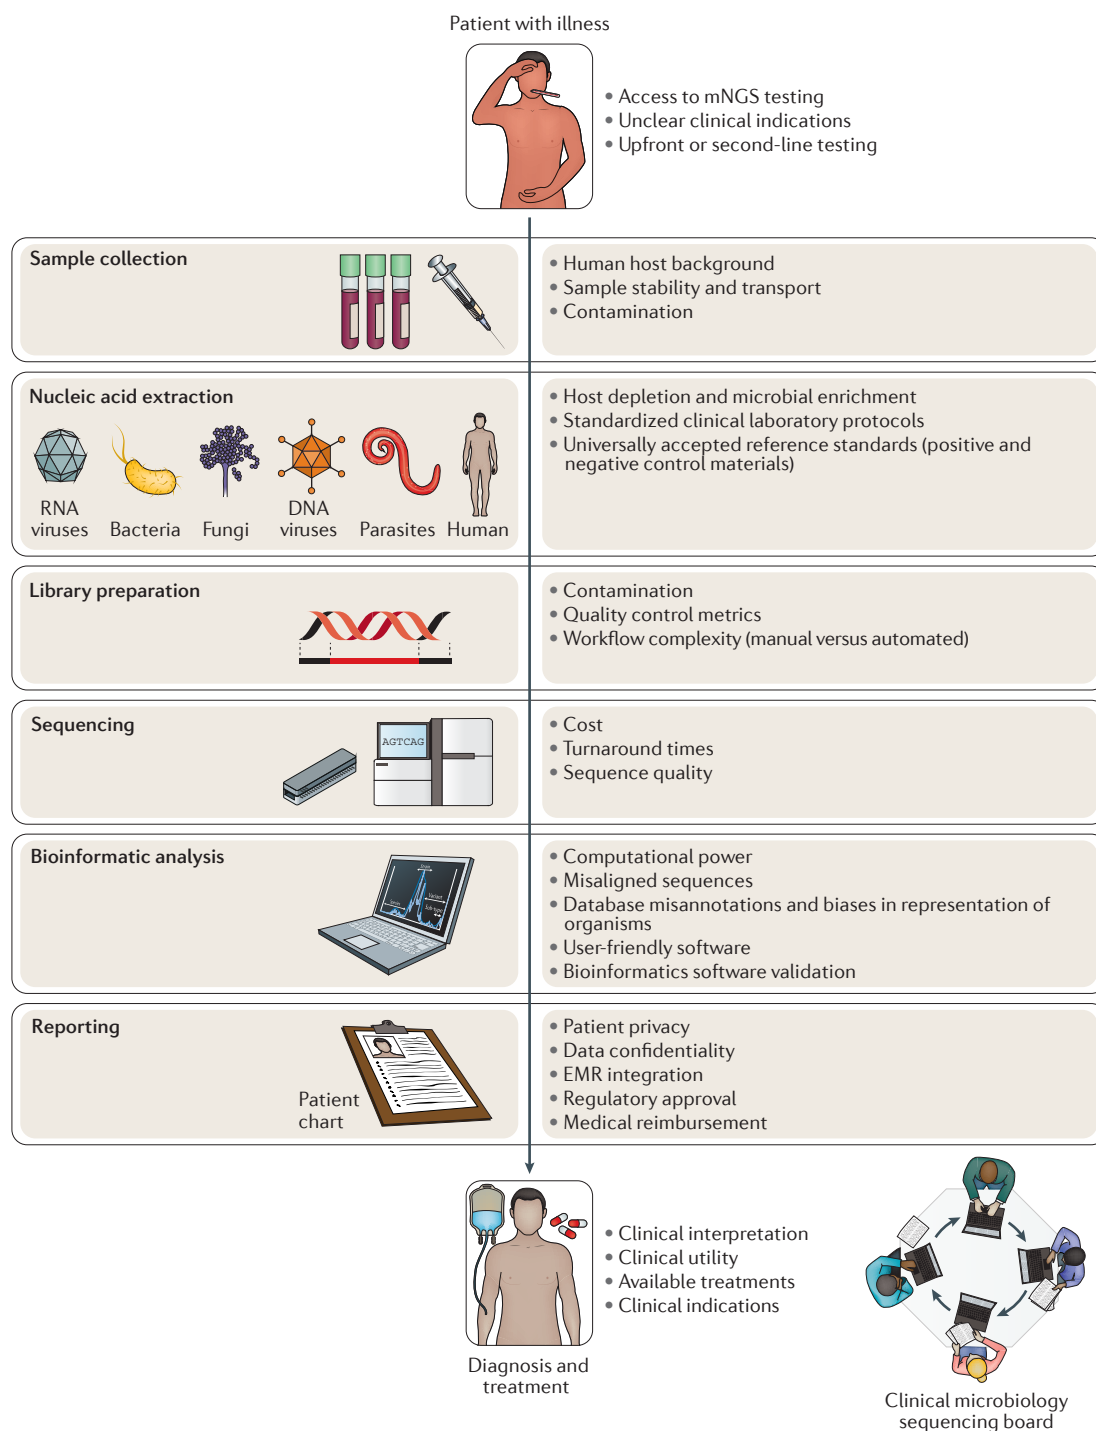 Patient with illness
• Access to mNGS testing
• Unclear clinical indications
• Upfront or second-line testing
Sample collection
• Human host background
• Sample stability and transport
• Contamination
Nucleic acid extraction
RNA
viruses
Bacteria
Fungi
DNA
viruses
Parasites
Human
• Host depletion and microbial enrichment
• Standardized clinical laboratory protocols
• Universally accepted reference standards (positive and
negative control materials)
Library preparation
• Contamination
• Quality control metrics
• Workflow complexity (manual versus automated)
Sequencing
AGTCAG
• Cost
• Turnaround times
• Sequence quality
Bioinformatic analysis
Variant
• Computational power
• Misaligned sequences
• Database misannotations and biases in representation of
organisms
• User-friendly software
• Bioinformatics software validation
Reporting
Patient
chart
• Patient privacy
• Data confidentiality
• EMR integration
• Regulatory approval
• Medical reimbursement
• Clinical interpretation
• Clinical utility
• Available treatments
• Clinical indications
Diagnosis and
treatment
Clinical microbiology
sequencing board